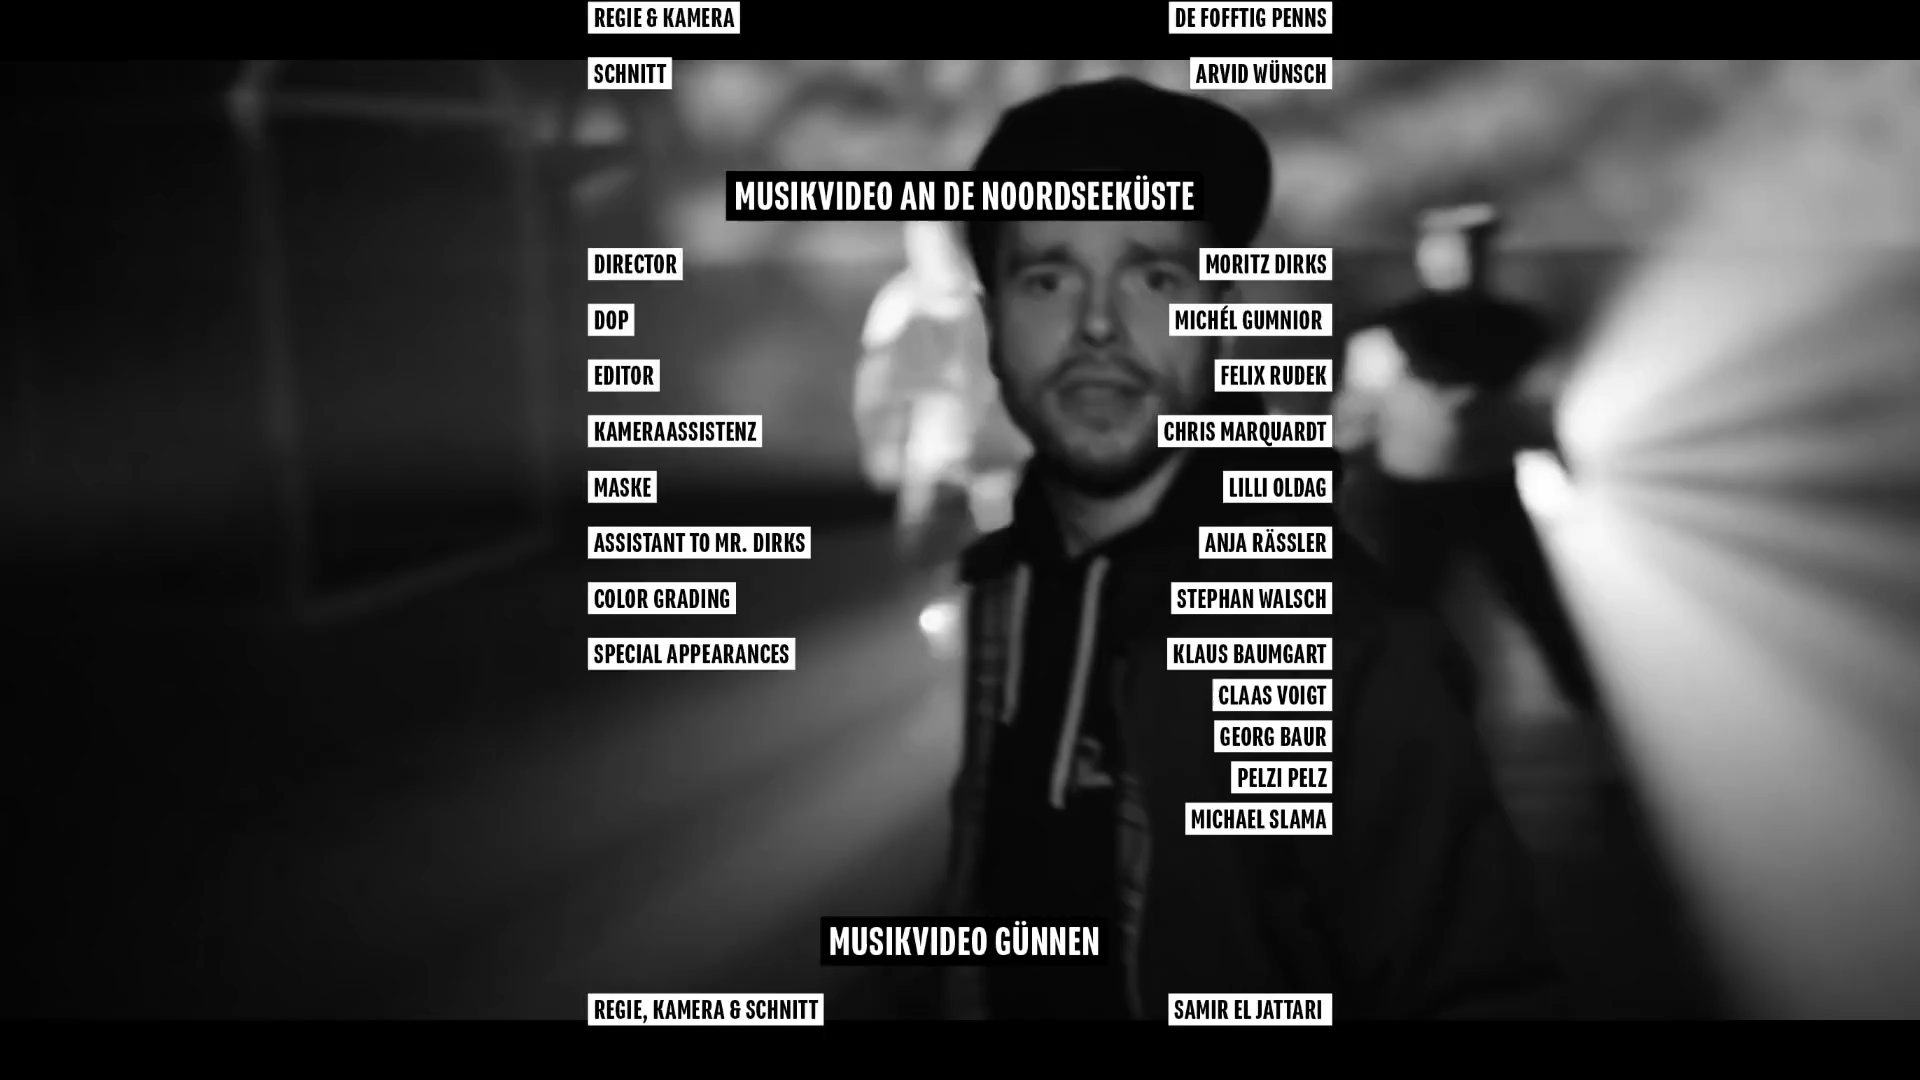 REGIE & KAMERA DE FOFFTIG PENNS
SCHNITT ARVID WÜNSCH
MUSIKVIDEO AN DE NOORDSEEKÜSTE
DIRECTOR MORITZ DIRKS
DOP MICHÉL GUMNIOR
EDITOR FELIX RUDEK
KAMERAASSISTENZ CHRIS MARQUARDT
MASKE LILLI OLDAG
ASSISTANT TO MR. DIRKS ANJA RÄSSLER
COLOR GRADING STEPHAN WALSCH
SPECIAL APPEARANCES KLAUS BAUMGART
CLAAS VOIGT
GEORG BAUR
PELZI PELZ
MICHAEL SLAMA
MUSIKVIDEO GÜNNEN
REGIE, KAMERA & SCHNITT SAMIR EL JATTARI